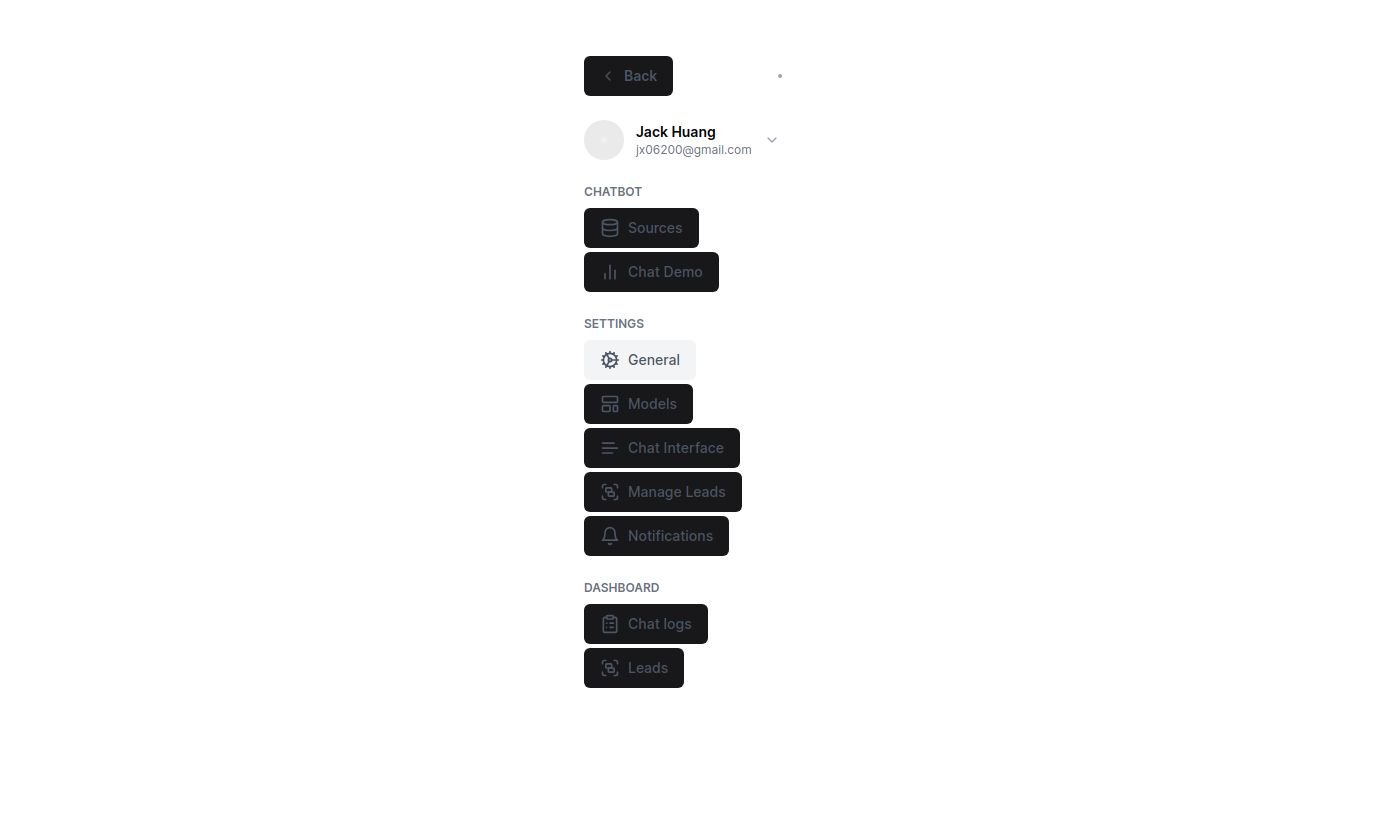 Back
Jack Huang
jx06200@gmail.com
CHATBOT
Sources
Chat Demo
SETTINGS
General
Models
Chat Interface
Manage Leads
Notifications
DASHBOARD
Chat logs
Leads